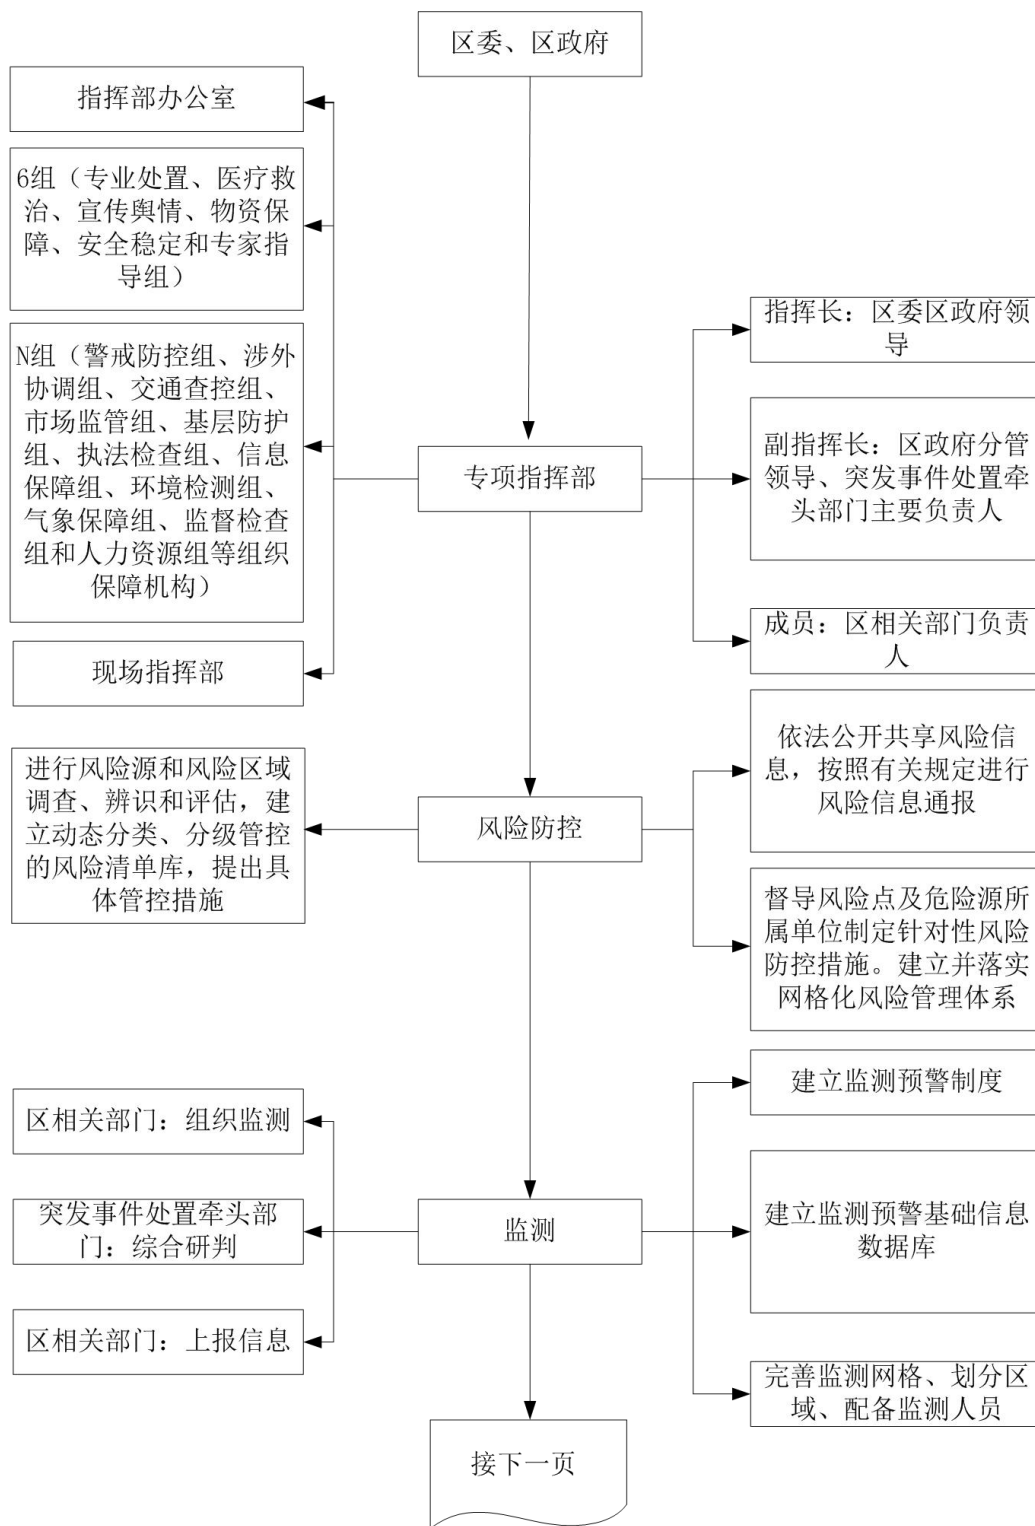 区委、区政府
指挥部办公室
6组（专业处置、医疗救
治、宣传舆情、物资保
障、安全稳定和专家指
导组）
N组（警戒防控组、涉外
协调组、交通查控组、
市场监管组、基层防护
组、执法检查组、信息
保障组、环境检测组、
气象保障组、监督检查
组和人力资源组等组织
保障机构）
现场指挥部
专项指挥部
指挥长：区委区政府领
导
副指挥长：区政府分管
领导、突发事件处置牵
头部门主要负责人
成员：区相关部门负责
人
进行风险源和风险区域
调查、辨识和评估，建
立动态分类、分级管控
的风险清单库，提出具
体管控措施
风险防控
依法公开共享风险信
息，按照有关规定进行
风险信息通报
督导风险点及危险源所
属单位制定针对性风险
防控措施。建立并落实
网格化风险管理体系
区相关部门：组织监测
突发事件处置牵头部
门：综合研判
区相关部门：上报信息
监测
建立监测预警制度
建立监测预警基础信息
数据库
完善监测网格、划分区
域、配备监测人员
接下一页